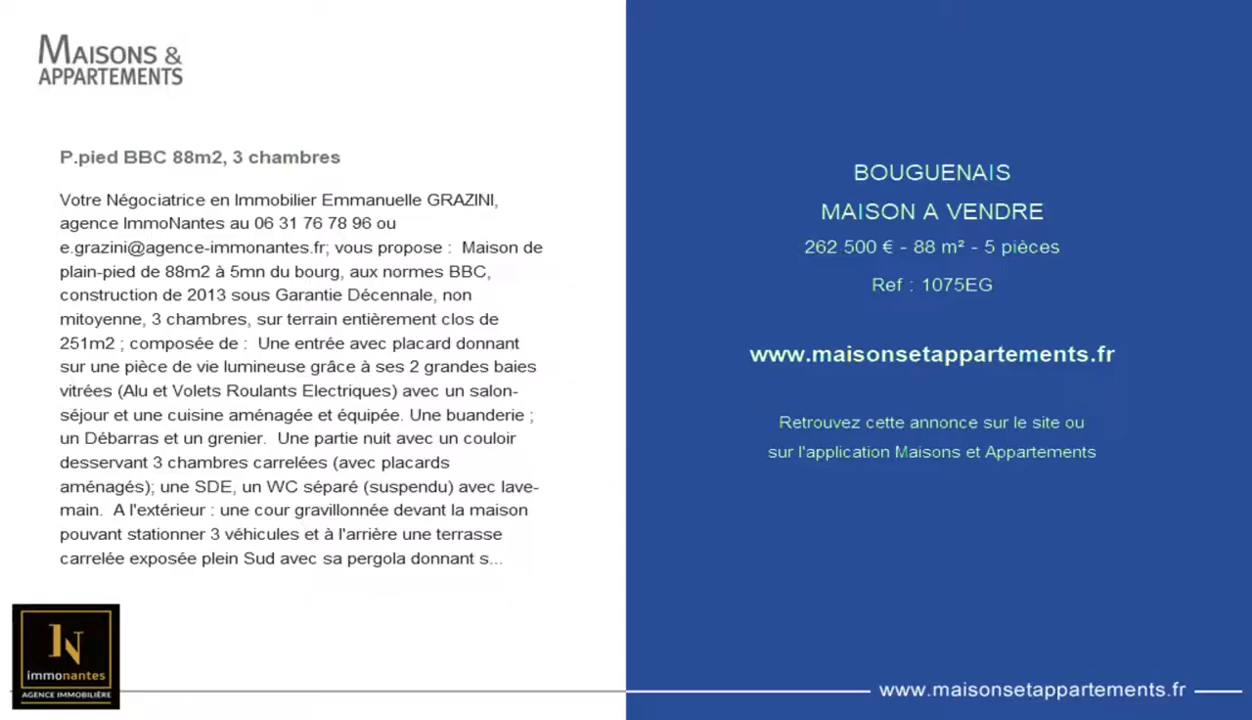 MAISONS &
APPARTEMENTS
P.pied BBC 88m2, 3 chambres
Votre Négociatrice en Immobilier Emmanuelle GRAZINI,
agence ImmoNantes au 06 31 76 78 96 ou
e.grazini@agence-immonantes.fr; vous propose :  Maison de
plain-pied de 88m2 à 5mn du bourg, aux normes BBC,
construction de 2013 sous Garantie Décennale, non
mitoyenne, 3 chambres, sur terrain entièrement clos de
251m2 ; composée de :  Une entrée avec placard donnant
sur une pièce de vie lumineuse grâce à ses 2 grandes baies
vitrées (Alu et Volets Roulants Electriques) avec un salon-
séjour et une cuisine aménagée et équipée. Une buanderie ;
un Débarras et un grenier.  Une partie nuit avec un couloir
desservant 3 chambres carrelées (avec placards
aménagés); une SDE, un WC séparé (suspendu) avec lave-
main.  A l'extérieur : une cour gravillonnée devant la maison
pouvant stationner 3 véhicules et à l'arrière une terrasse
carrelée exposée plein Sud avec sa pergola donnant s...
BOUGUENAIS
MAISON A VENDRE
262 500 € - 88 m² - 5 pièces
Ref : 1075EG
www.maisonsetappartements.fr
Retrouvez cette annonce sur le site ou
sur l'application Maisons et Appartements
IN
immonantes
AGENCE IMMOBILIÈRE
www.maisonsetappartements.fr